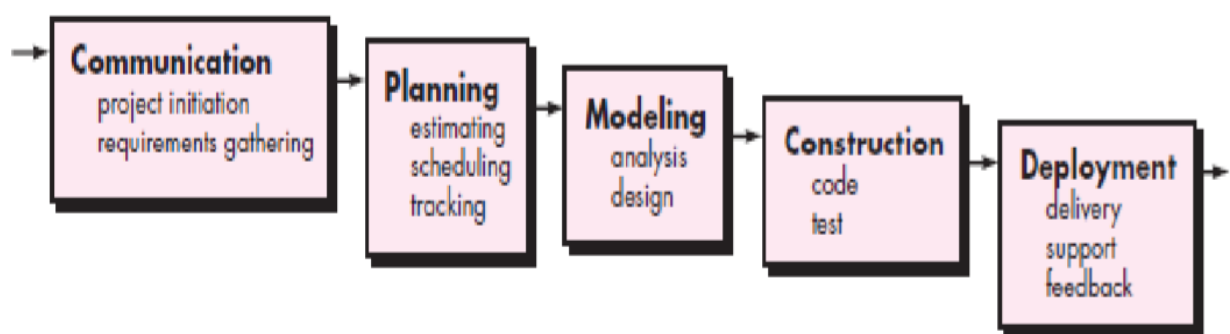 Communication
project initiation
requirements gathering
Planning
estimating
scheduling
tracking
Modeling
analysis
design
Construction
code
test
Deployment
delivery
support
feedback